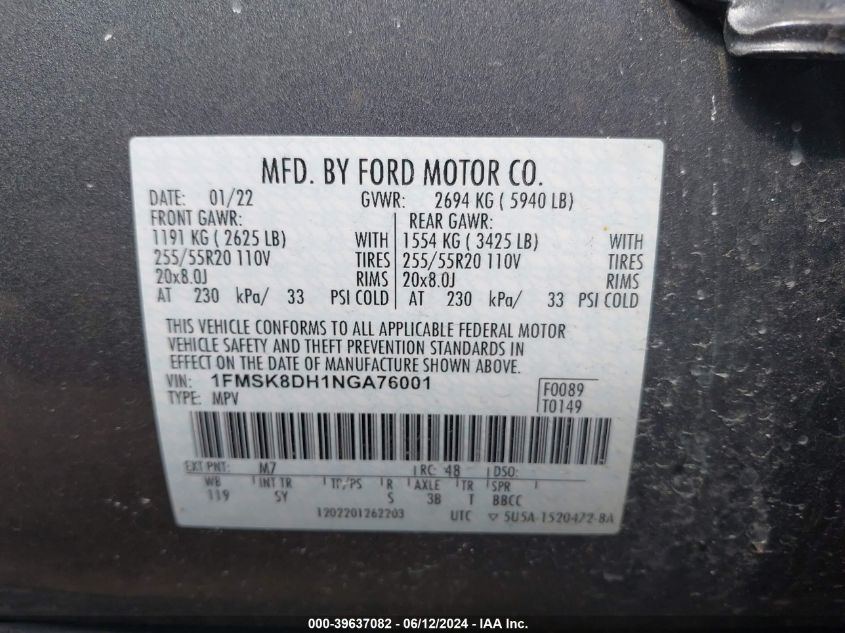 MFD. BY FORD MOTOR CO.
DATE: 01/22 GVWR: 2694 KG ( 5940 LB)
FRONT GAWR: REAR GAWR:
1191 KG ( 2625 LB) WITH 1554 KG ( 3425 LB) WITH
255/55R20 110V TIRES 255/55R20 110V TIRES
20x8.0J RIMS 20x8.0J RIMS
AT 230 kPa/ 33 PSI COLD AT 230 kPa/ 33 PSI COLD
THIS VEHICLE CONFORMS TO ALL APPLICABLE FEDERAL MOTOR
VEHICLE SAFETY AND THEFT PREVENTION STANDARDS IN
EFFECT ON THE DATE OF MANUFACTURE SHOWN ABOVE.
VIN: 1FMSK8DH1NGA76001 F0089
TYPE: MPV T0149
EXT PNT: M7 RC: 48 DSO:
WB INT TR TP/PS R AXLE TR SPR
119 SY S 3B T BBCC
1202201262203 UTC ▽ 5U5A-1520472-BA
000-39637082 - 06/12/2024 - IAA Inc.